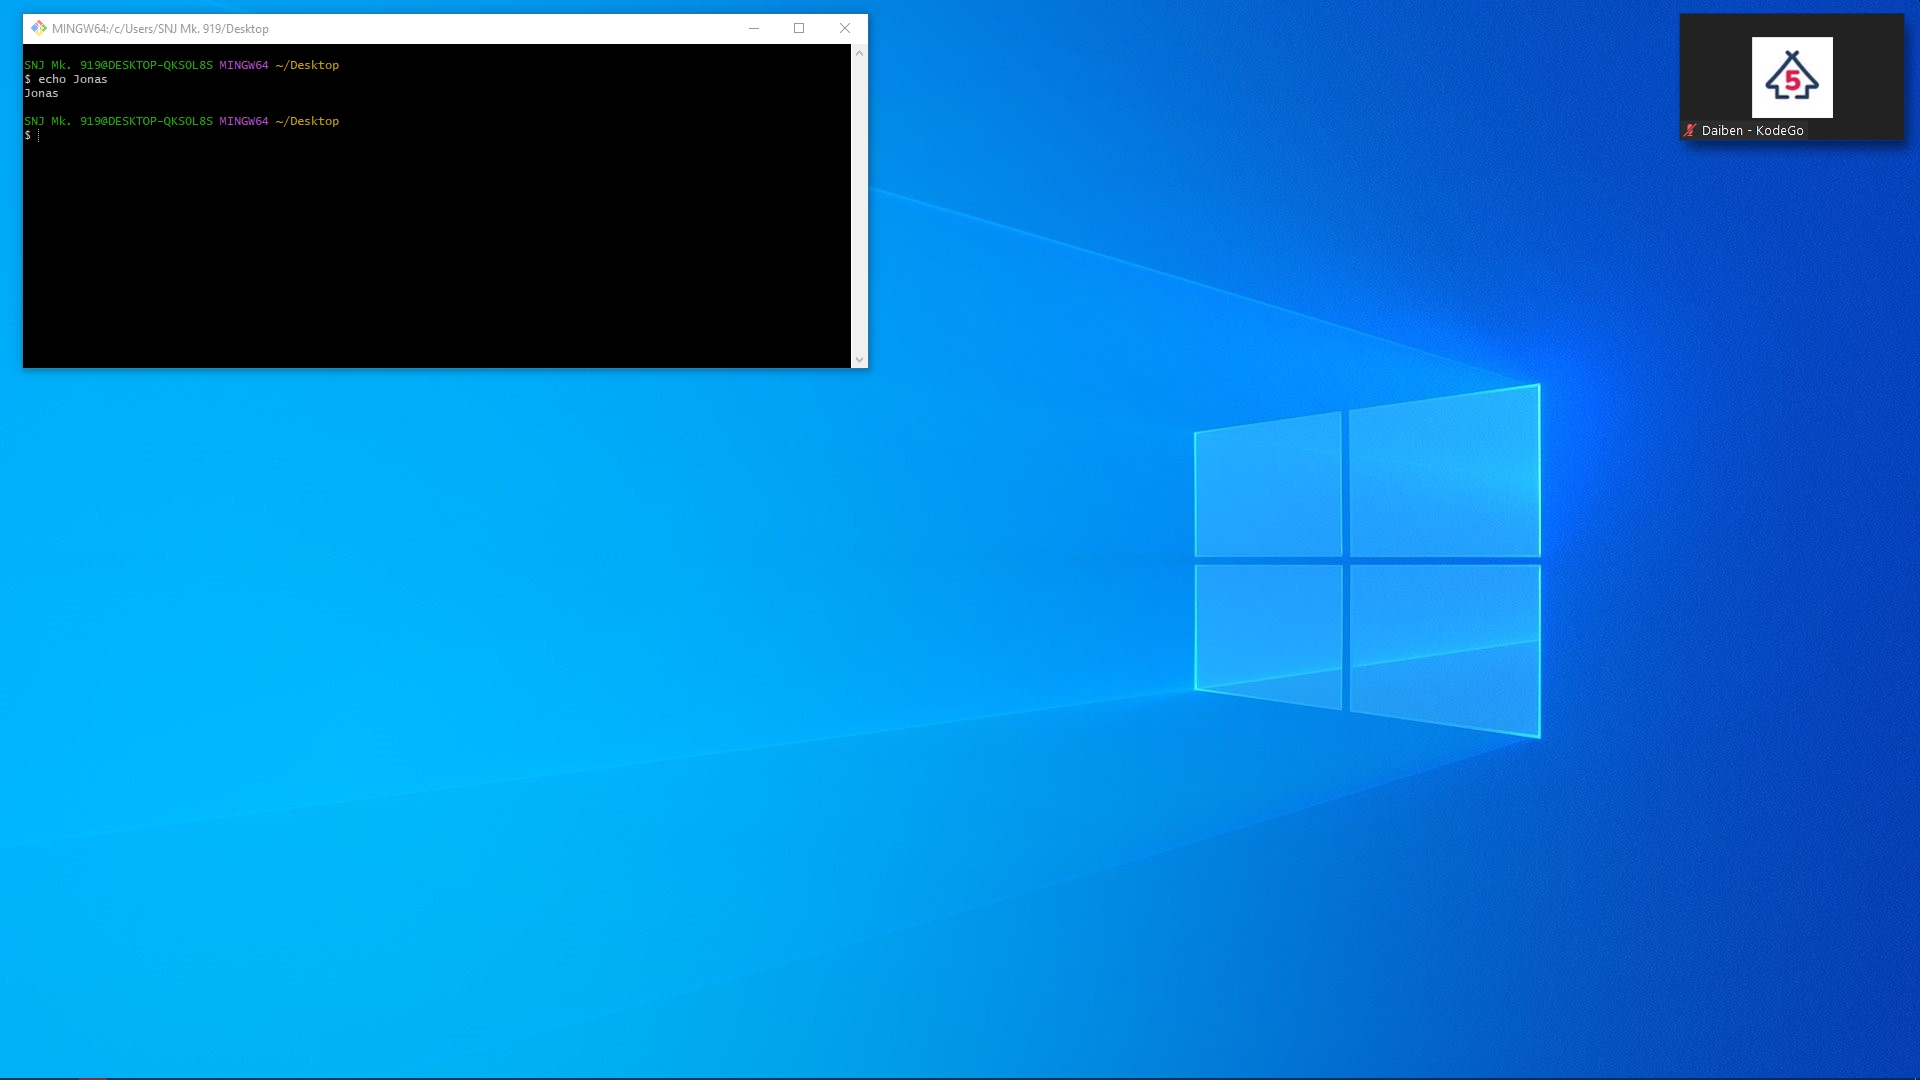 MINGW64:/c/Users/SNJ Mk. 919/Desktop
SNJ Mk. 919@DESKTOP-QKSOL8S MINGW64 ~/Desktop
$ echo Jonas
Jonas
SNJ Mk. 919@DESKTOP-QKSOL8S MINGW64 ~/Desktop
$
5
Daiben - KodeGo